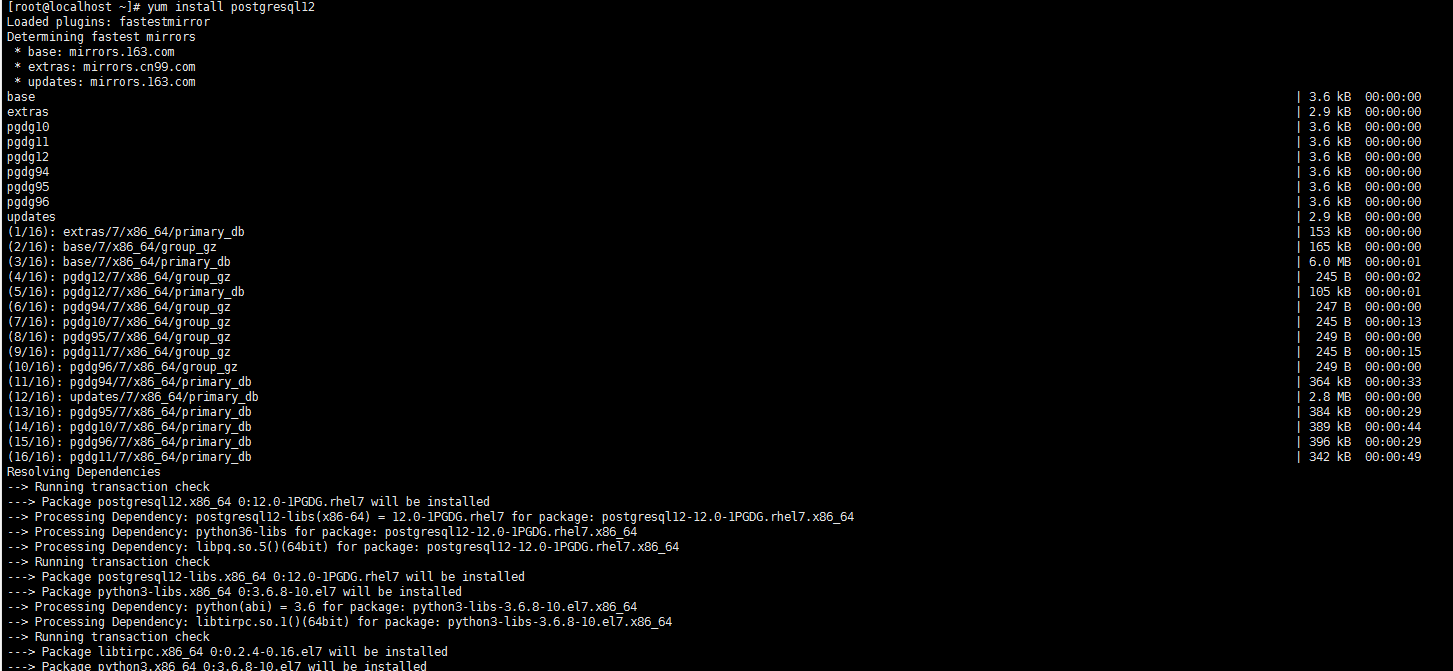 [root@localhost ~]# yum install postgresql12
Loaded plugins: fastestmirror
Determining fastest mirrors
 * base: mirrors.163.com
 * extras: mirrors.cn99.com
 * updates: mirrors.163.com
base | 3.6 kB 00:00:00
extras | 2.9 kB 00:00:00
pgdg10 | 3.6 kB 00:00:00
pgdg11 | 3.6 kB 00:00:00
pgdg12 | 3.6 kB 00:00:00
pgdg94 | 3.6 kB 00:00:00
pgdg95 | 3.6 kB 00:00:00
pgdg96 | 3.6 kB 00:00:00
updates | 2.9 kB 00:00:00
(1/16): extras/7/x86_64/primary_db | 153 kB 00:00:00
(2/16): base/7/x86_64/group_gz | 165 kB 00:00:00
(3/16): base/7/x86_64/primary_db | 6.0 MB 00:00:01
(4/16): pgdg12/7/x86_64/group_gz | 245 B 00:00:02
(5/16): pgdg12/7/x86_64/primary_db | 105 kB 00:00:01
(6/16): pgdg94/7/x86_64/group_gz | 247 B 00:00:00
(7/16): pgdg10/7/x86_64/group_gz | 245 B 00:00:13
(8/16): pgdg95/7/x86_64/group_gz | 249 B 00:00:00
(9/16): pgdg11/7/x86_64/group_gz | 245 B 00:00:15
(10/16): pgdg96/7/x86_64/group_gz | 249 B 00:00:00
(11/16): pgdg94/7/x86_64/primary_db | 364 kB 00:00:33
(12/16): updates/7/x86_64/primary_db | 2.8 MB 00:00:00
(13/16): pgdg95/7/x86_64/primary_db | 384 kB 00:00:29
(14/16): pgdg10/7/x86_64/primary_db | 389 kB 00:00:44
(15/16): pgdg96/7/x86_64/primary_db | 396 kB 00:00:29
(16/16): pgdg11/7/x86_64/primary_db | 342 kB 00:00:49
Resolving Dependencies
--> Running transaction check
---> Package postgresql12.x86_64 0:12.0-1PGDG.rhel7 will be installed
--> Processing Dependency: postgresql12-libs(x86-64) = 12.0-1PGDG.rhel7 for package: postgresql12-12.0-1PGDG.rhel7.x86_64
--> Processing Dependency: python36-libs for package: postgresql12-12.0-1PGDG.rhel7.x86_64
--> Processing Dependency: libpq.so.5()(64bit) for package: postgresql12-12.0-1PGDG.rhel7.x86_64
--> Running transaction check
---> Package postgresql12-libs.x86_64 0:12.0-1PGDG.rhel7 will be installed
---> Package python3-libs.x86_64 0:3.6.8-10.el7 will be installed
--> Processing Dependency: python(abi) = 3.6 for package: python3-libs-3.6.8-10.el7.x86_64
--> Processing Dependency: libtirpc.so.1()(64bit) for package: python3-libs-3.6.8-10.el7.x86_64
--> Running transaction check
---> Package libtirpc.x86_64 0:0.2.4-0.16.el7 will be installed
---> Package python3.x86_64 0:3.6.8-10.el7 will be installed